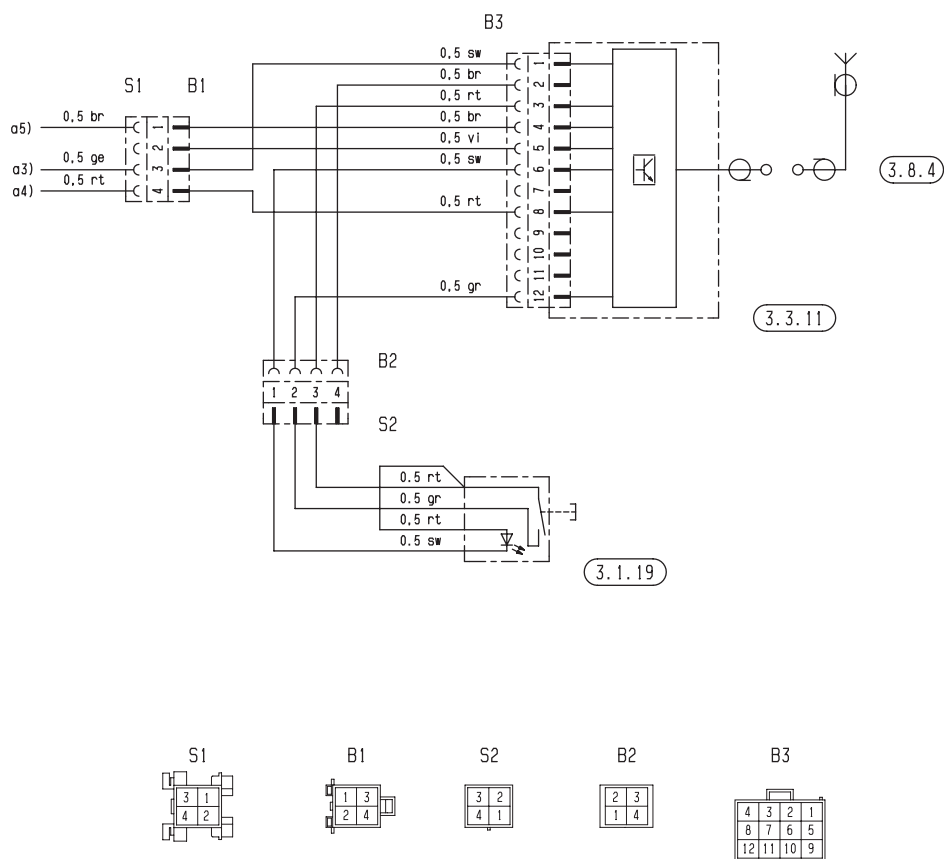 B3
S1 B1
0,5 sw
0,5 br
0,5 rt
0,5 br
0,5 vi
0,5 sw
0,5 rt
0,5 gr
1
2
3
4
5
6
7
8
9
10
11
12
a5) 0,5 br
a3) 0,5 ge
a4) 0,5 rt
1
2
3
4
3.8.4
3.3.11
B2
1 2 3 4
S2
0.5 rt
0.5 gr
0,5 rt
0.5 sw
3.1.19
S1 B1 S2 B2 B3
3 1
4 2
1 3
2 4
3 2
4 1
2 3
1 4
4 3 2 1
8 7 6 5
12 11 10 9